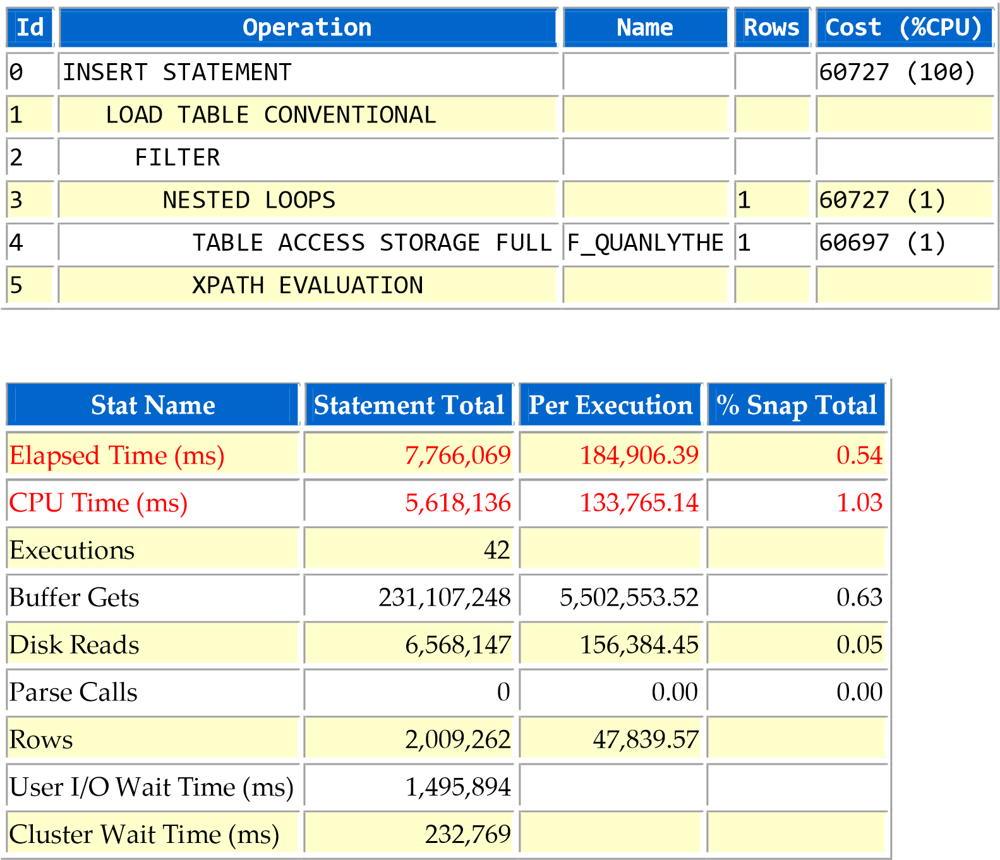 Id Operation Name Rows Cost (%CPU)
0 INSERT STATEMENT 60727 (100)
1 LOAD TABLE CONVENTIONAL
2 FILTER
3 NESTED LOOPS 1 60727 (1)
4 TABLE ACCESS STORAGE FULL F_QUANLYTHE 1 60697 (1)
5 XPATH EVALUATION
Stat Name Statement Total Per Execution % Snap Total
Elapsed Time (ms) 7,766,069 184,906.39 0.54
CPU Time (ms) 5,618,136 133,765.14 1.03
Executions 42
Buffer Gets 231,107,248 5,502,553.52 0.63
Disk Reads 6,568,147 156,384.45 0.05
Parse Calls 0 0.00 0.00
Rows 2,009,262 47,839.57
User I/O Wait Time (ms) 1,495,894
Cluster Wait Time (ms) 232,769